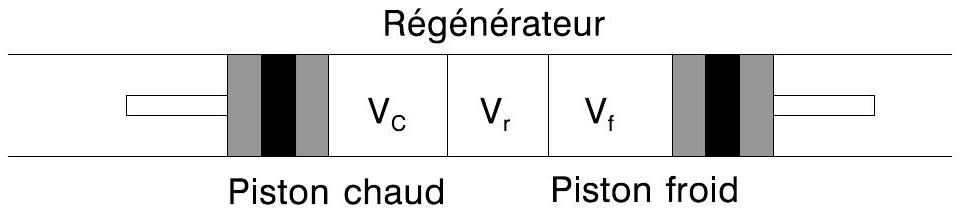 Régénérateur
V_C V_r V_f
Piston chaud Piston froid